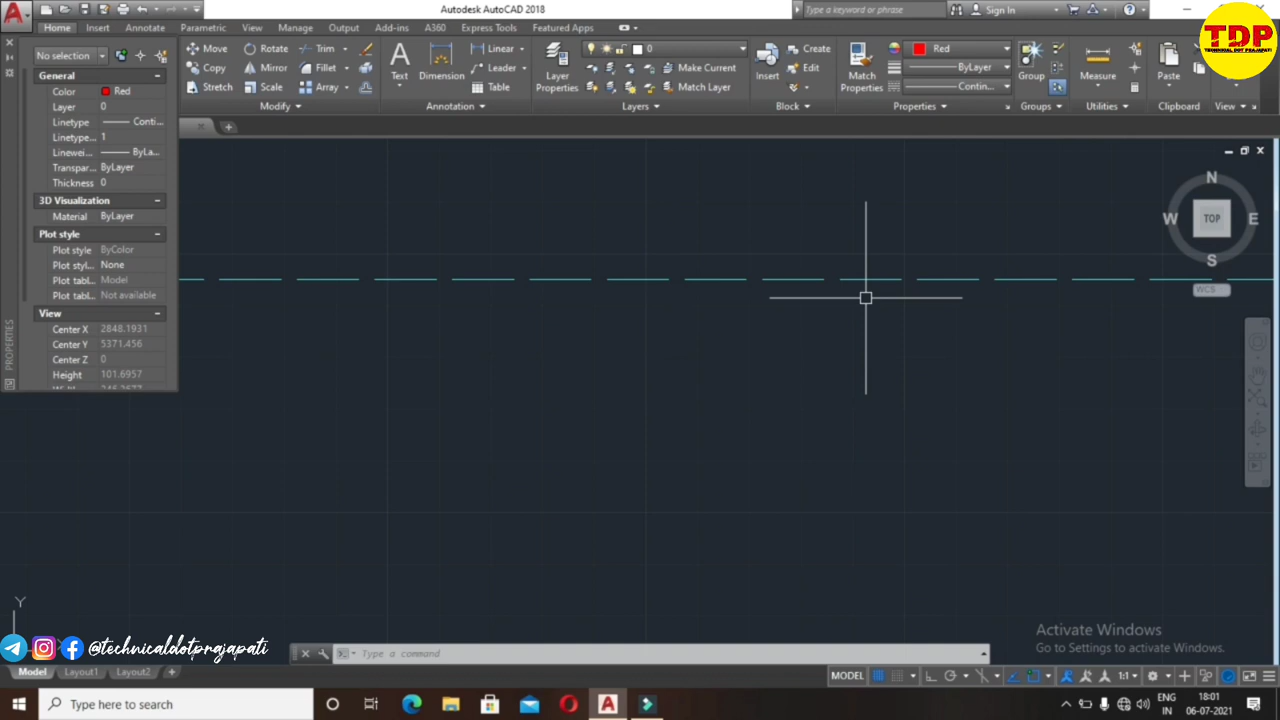 Autodesk AutoCAD 2018
Type a keyword or phrase
Sign In
TDP
TECHNICAL DOT PRAJAPATI
Home Insert Annotate Parametric View Manage Output Add-ins A360 Express Tools Featured Apps
No selection
Move Rotate Trim
Copy Mirror Fillet
Stretch Scale Array
Modify
Text Dimension
Linear
Leader
Table
Annotation
Layer Properties
0
Make Current
Match Layer
Layers
Insert
Create
Edit
Block
Match Properties
Red
ByLayer
Contin...
Properties
Group
Groups
Measure
Utilities
Paste
Clipboard
View
General
Color Red
Layer 0
Linetype Conti...
Linetype... 1
Linewei... ByLa...
Transpar... ByLayer
Thickness 0
3D Visualization
Material ByLayer
Plot style
Plot style ByColor
Plot styl... None
Plot tabl... Model
Plot tabl... Not available
View
Center X 2848.1931
Center Y 5371.456
Center Z 0
Height 101.6957
PROPERTIES
N
W TOP E
S
WCS
Y
@technicaldotprajapati
Type a command
Activate Windows
Go to Settings to activate Windows.
Model Layout1 Layout2
MODEL
1:1
Type here to search
ENG
IN
18:01
06-07-2021